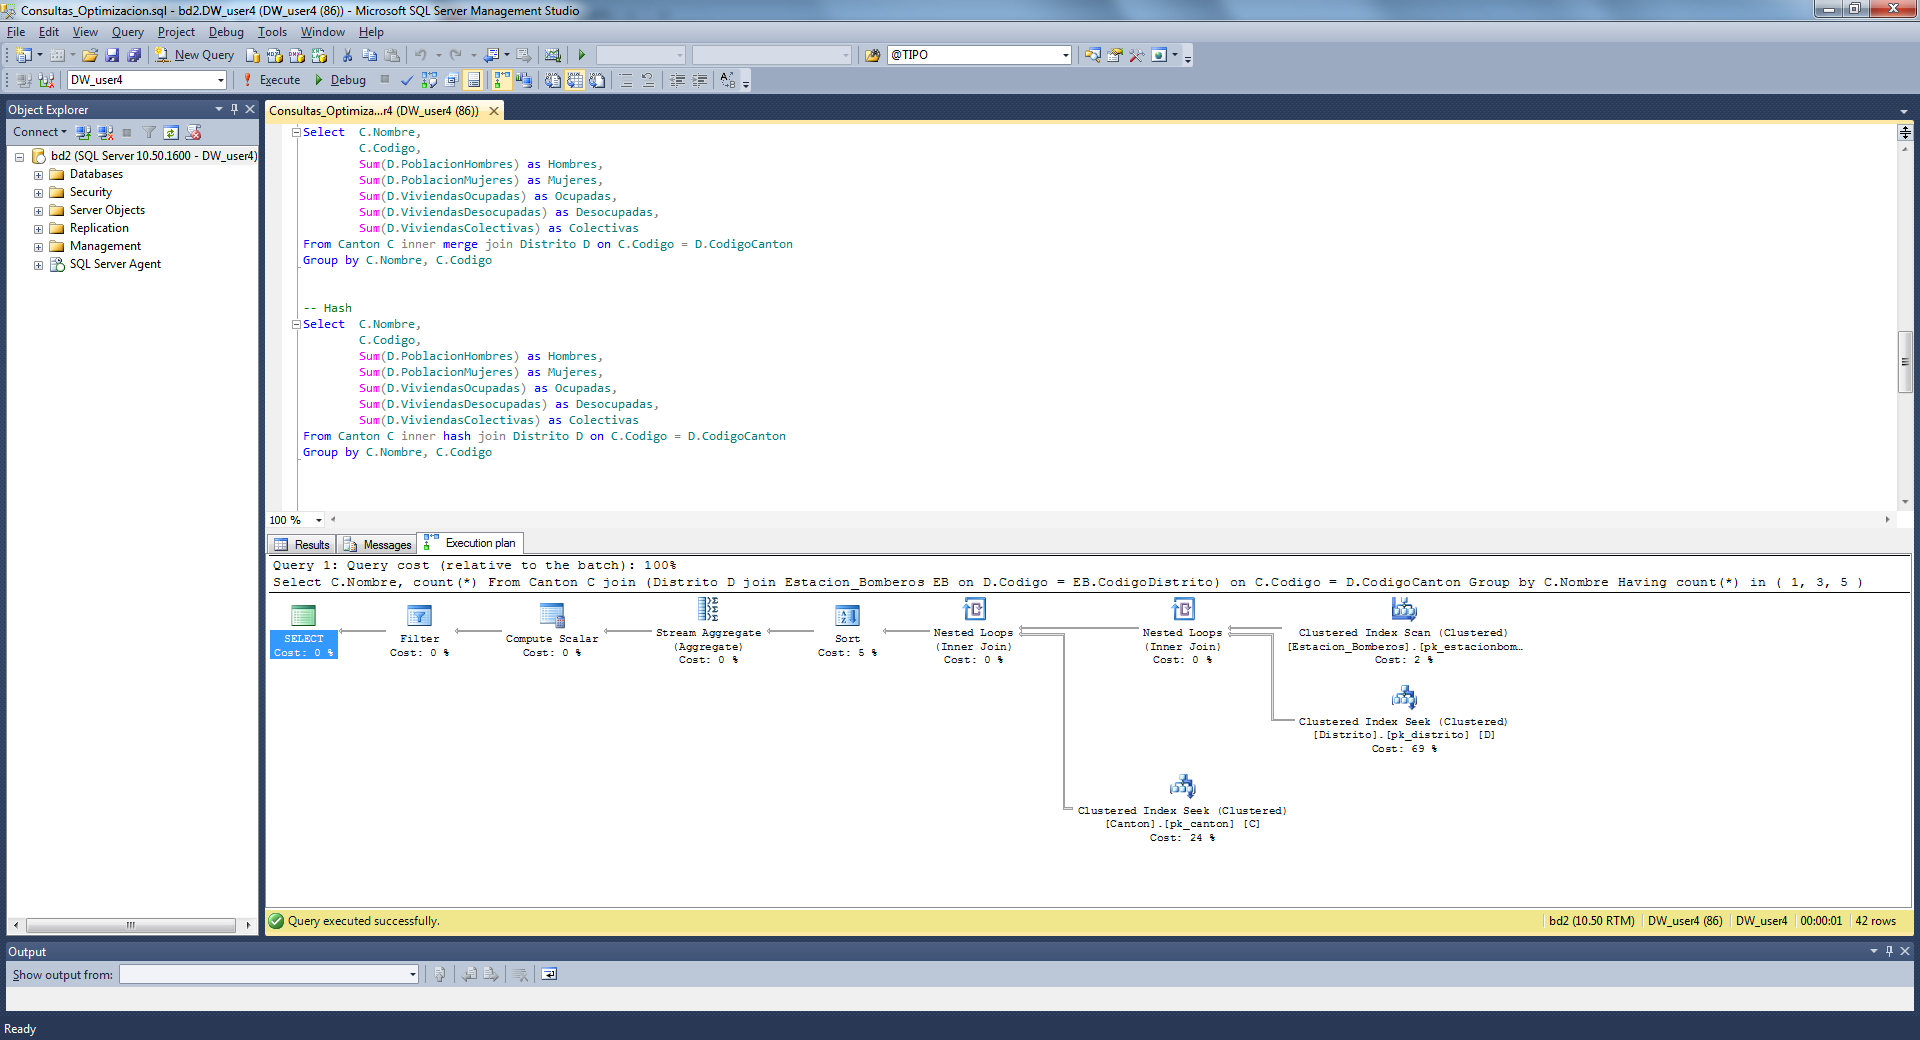 Consultas_Optimizacion.sql - bd2.DW_user4 (DW_user4 (86)) - Microsoft SQL Server Management Studio
File Edit View Query Project Debug Tools Window Help
New Query @TIPO
DW_user4 Execute Debug
Object Explorer
Connect
bd2 (SQL Server 10.50.1600 - DW_user4)
Databases
Security
Server Objects
Replication
Management
SQL Server Agent
Consultas_Optimiza...r4 (DW_user4 (86))
Select C.Nombre,
C.Codigo,
Sum(D.PoblacionHombres) as Hombres,
Sum(D.PoblacionMujeres) as Mujeres,
Sum(D.ViviendasOcupadas) as Ocupadas,
Sum(D.ViviendasDesocupadas) as Desocupadas,
Sum(D.ViviendasColectivas) as Colectivas
From Canton C inner merge join Distrito D on C.Codigo = D.CodigoCanton
Group by C.Nombre, C.Codigo
-- Hash
Select C.Nombre,
C.Codigo,
Sum(D.PoblacionHombres) as Hombres,
Sum(D.PoblacionMujeres) as Mujeres,
Sum(D.ViviendasOcupadas) as Ocupadas,
Sum(D.ViviendasDesocupadas) as Desocupadas,
Sum(D.ViviendasColectivas) as Colectivas
From Canton C inner hash join Distrito D on C.Codigo = D.CodigoCanton
Group by C.Nombre, C.Codigo
100 %
Results Messages Execution plan
Query 1: Query cost (relative to the batch): 100%
Select C.Nombre, count(*) From Canton C join (Distrito D join Estacion_Bomberos EB on D.Codigo = EB.CodigoDistrito) on C.Codigo = D.CodigoCanton Group by C.Nombre Having count(*) in ( 1, 3, 5 )
SELECT
Cost: 0 %
Filter
Cost: 0 %
Compute Scalar
Cost: 0 %
Stream Aggregate
(Aggregate)
Cost: 0 %
Sort
Cost: 5 %
Nested Loops
(Inner Join)
Cost: 0 %
Nested Loops
(Inner Join)
Cost: 0 %
Clustered Index Scan (Clustered)
[Estacion_Bomberos].[pk_estacionbom…
Cost: 2 %
Clustered Index Seek (Clustered)
[Distrito].[pk_distrito] [D]
Cost: 69 %
Clustered Index Seek (Clustered)
[Canton].[pk_canton] [C]
Cost: 24 %
Query executed successfully. bd2 (10.50 RTM) DW_user4 (86) DW_user4 00:00:01 42 rows
Output
Show output from:
Ready